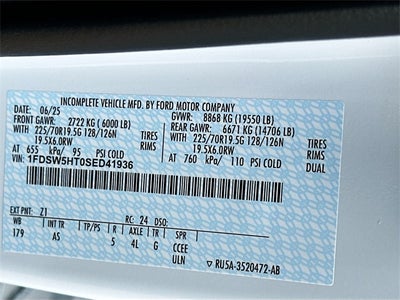 INCOMPLETE VEHICLE MFD. BY FORD MOTOR COMPANY
DATE: 06/25 GVWR: 8868 KG (19550 LB)
FRONT GAWR: 2722 KG ( 6000 LB) REAR GAWR: 6671 KG (14706 LB)
WITH 225/70R19.5G 128/126N TIRES WITH 225/70R19.5G 128/126N TIRES
19.5X6.0RW RIMS 19.5X6.0RW RIMS
AT 655 kPa/ 95 PSI COLD AT 760 kPa/ 110 PSI COLD DUAL
VIN: 1FDSW5HT0SED41936
EXT PNT: Z1 RC: 24 DSO:
WB INT TR TP/PS R AXLE TR SPR
179 AS 5 4L G CCEE
ULN RU5A-3520472-AB